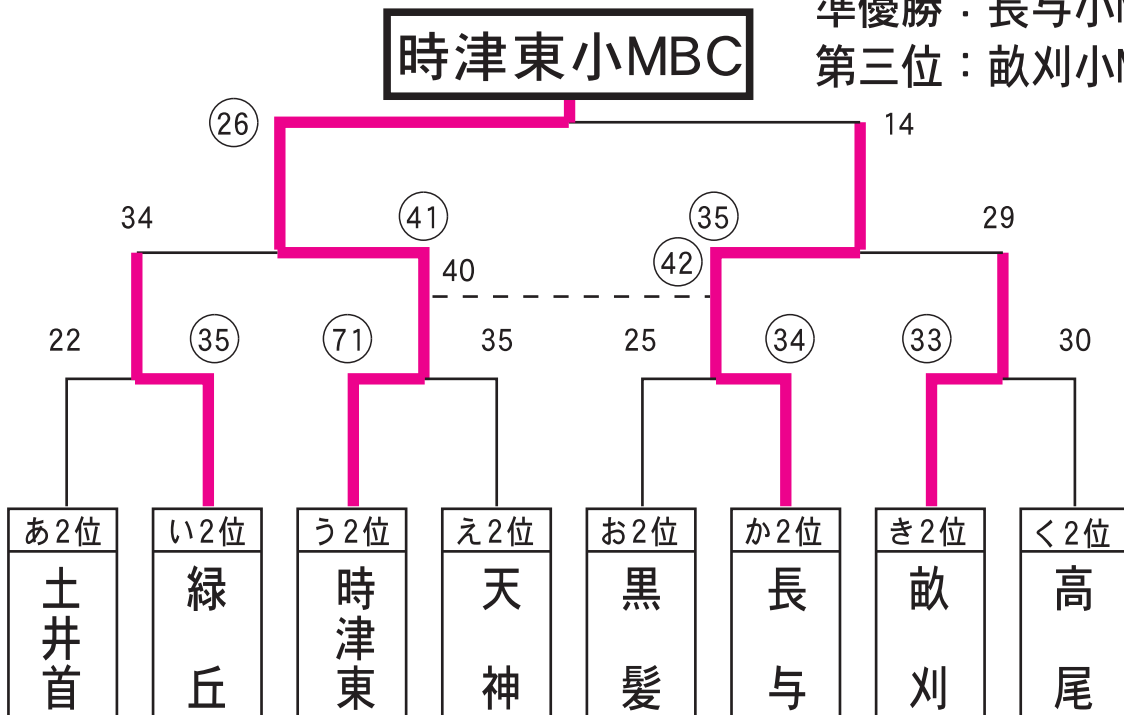 準優勝：長与小
時津東小MBC
第三位：畝刈小
26
14
34
41
35
29
42
40
22
35
71
35
25
34
33
30
あ2位
い2位
う2位
え2位
お2位
か2位
き2位
く2位
土井首
緑丘
時津東
天神
黒髪
長与
畝刈
高尾